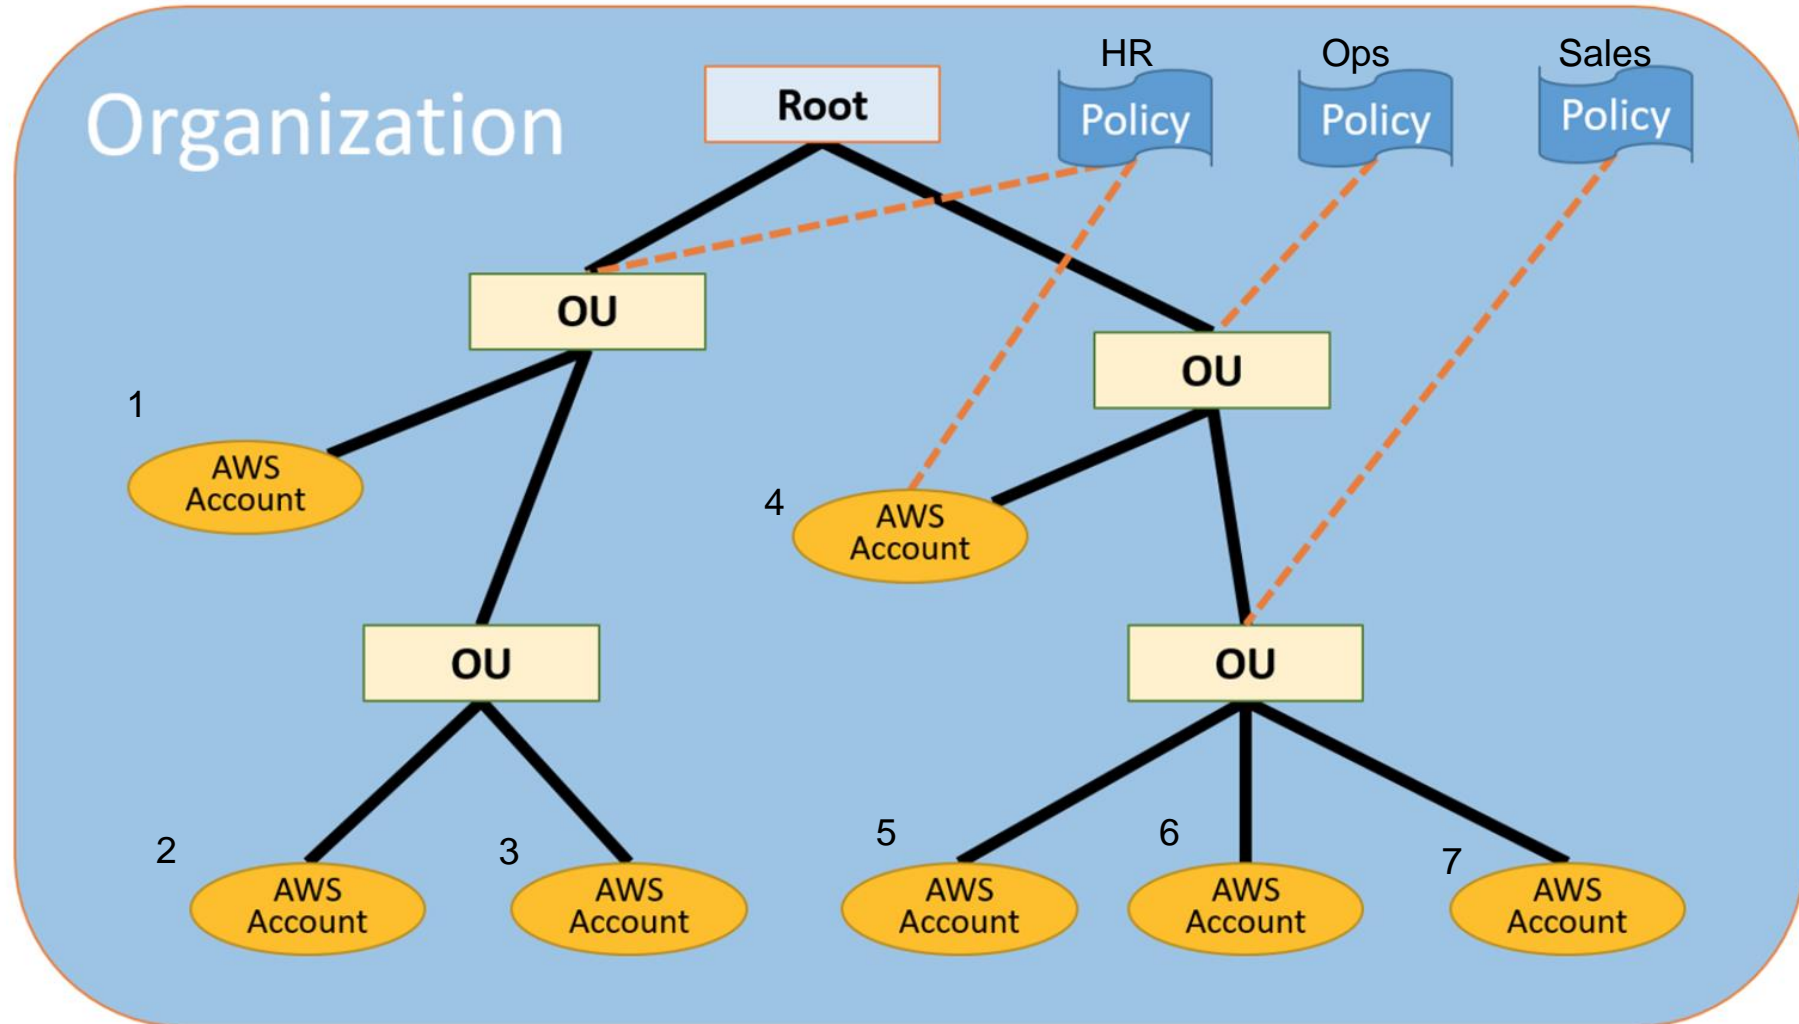 HR
Ops
Sales
Organization
Root
Policy
Policy
Policy
OU
OU
1
AWS
Account
4
AWS
Account
OU
OU
2
AWS
Account
3
AWS
Account
5
AWS
Account
6
AWS
Account
7
AWS
Account